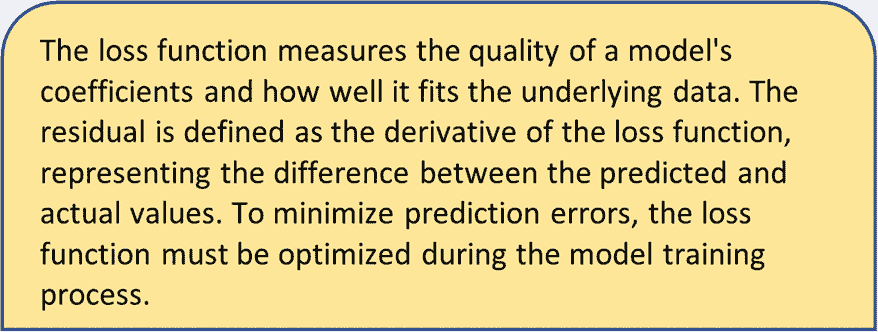 The loss function measures the quality of a model's
coefficients and how well it fits the underlying data. The
residual is defined as the derivative of the loss function,
representing the difference between the predicted and
actual values. To minimize prediction errors, the loss
function must be optimized during the model training
process.